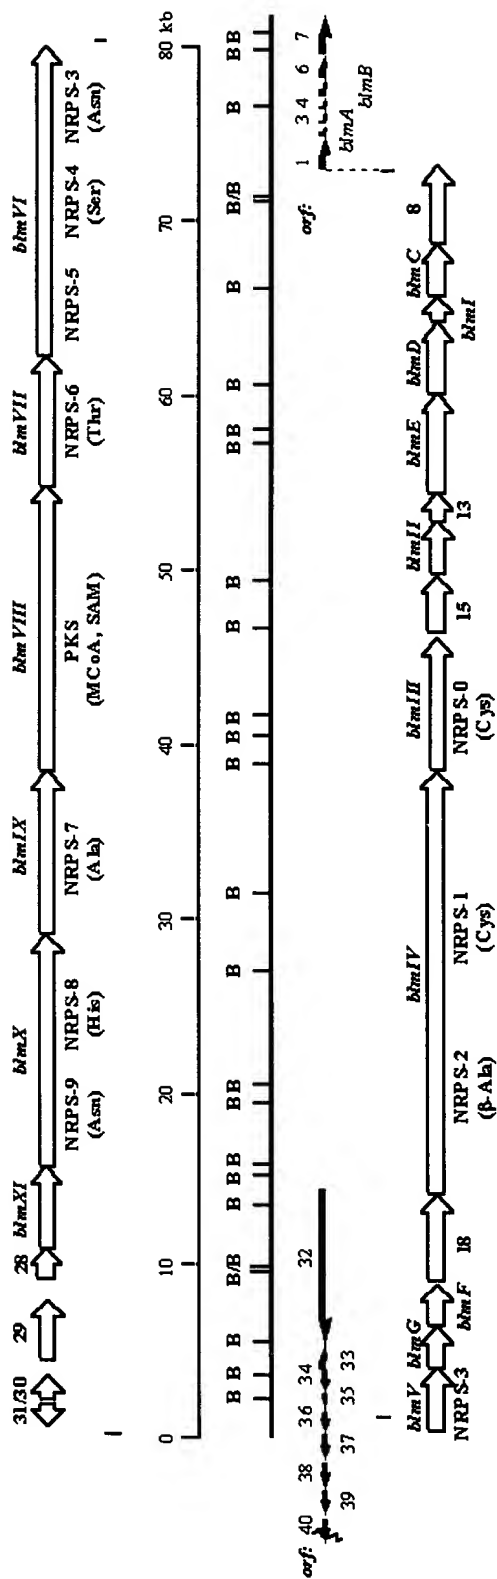 31/30 29 28 blmXI blmX blmIX blmVIII blmVII blmVI
NRPS-9 NRPS-8 NRPS-7 PKS NRPS-6 NRPS-5 NRPS-4 NRPS-3
(Asn) (His) (Ala) (MCoA, SAM) (Thr) (Ser) (Asn)
0 10 20 30 40 50 60 70 80 kb
B B B B/B B B B BB B B B BB B B BB B B B/B B BB
orf: 40 38 36 34 32 orf: 1 3 4 6 7
39 37 35 33 blmA blmB
blmV blmG 18 blmIV blmIII blmII blmE blmD blmC 8
NRPS-3 blmF NRPS-2 NRPS-1 NRPS-0 15 13 blmI
(β-Ala) (Cys) (Cys)